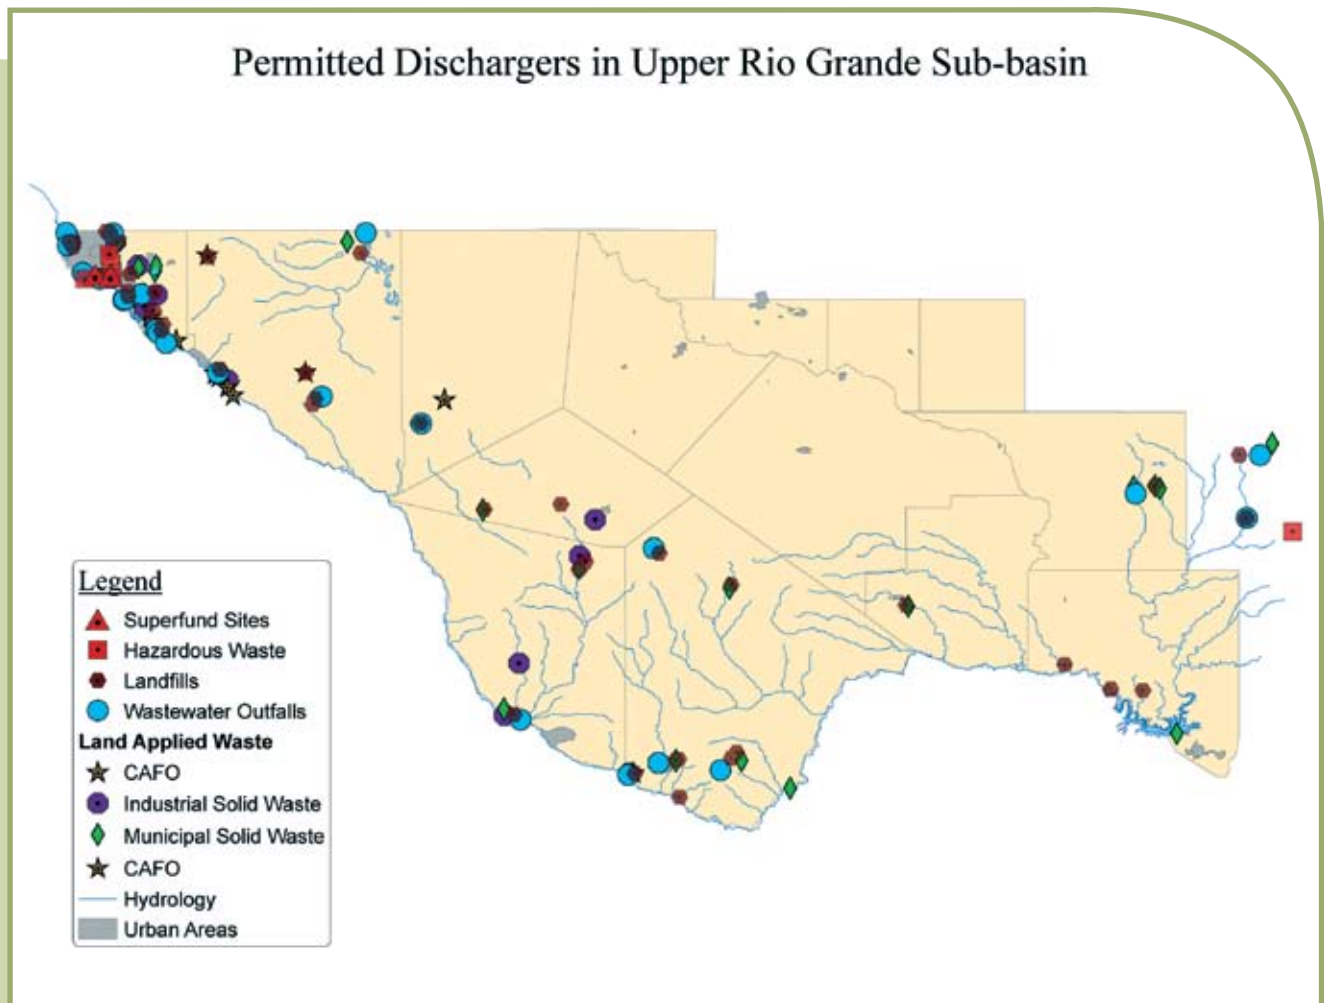 Permitted Dischargers in Upper Rio Grande Sub-basin
Legend
Superfund Sites
Hazardous Waste
Landfills
Wastewater Outfalls
Land Applied Waste
CAFO
Industrial Solid Waste
Municipal Solid Waste
CAFO
Hydrology
Urban Areas